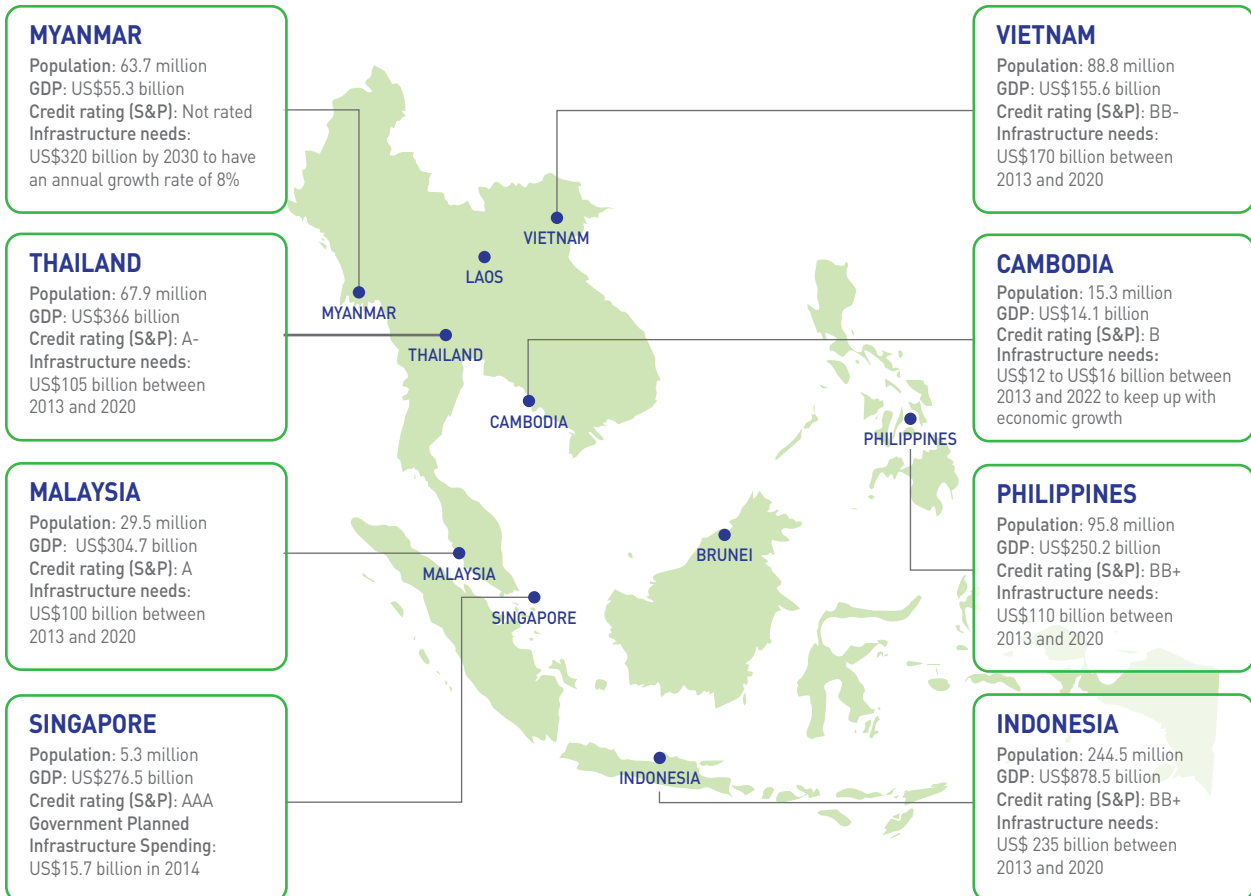 MYANMAR
Population: 63.7 million
GDP: US$55.3 billion
Credit rating (S&P): Not rated
Infrastructure needs:
US$320 billion by 2030 to have
an annual growth rate of 8%
THAILAND
Population: 67.9 million
GDP: US$366 billion
Credit rating (S&P): A-
Infrastructure needs:
US$105 billion between
2013 and 2020
MALAYSIA
Population: 29.5 million
GDP: US$304.7 billion
Credit rating (S&P): A
Infrastructure needs:
US$100 billion between
2013 and 2020
SINGAPORE
Population: 5.3 million
GDP: US$276.5 billion
Credit rating (S&P): AAA
Government Planned
Infrastructure Spending:
US$15.7 billion in 2014
VIETNAM
LAOS
MYANMAR
THAILAND
CAMBODIA
PHILIPPINES
BRUNEI
MALAYSIA
SINGAPORE
INDONESIA
VIETNAM
Population: 88.8 million
GDP: US$155.6 billion
Credit rating (S&P): BB-
Infrastructure needs:
US$170 billion between
2013 and 2020
CAMBODIA
Population: 15.3 million
GDP: US$14.1 billion
Credit rating (S&P): B
Infrastructure needs:
US$12 to US$16 billion between
2013 and 2022 to keep up with
economic growth
PHILIPPINES
Population: 95.8 million
GDP: US$250.2 billion
Credit rating (S&P): BB+
Infrastructure needs:
US$110 billion between
2013 and 2020
INDONESIA
Population: 244.5 million
GDP: US$878.5 billion
Credit rating (S&P): BB+
Infrastructure needs:
US$ 235 billion between
2013 and 2020